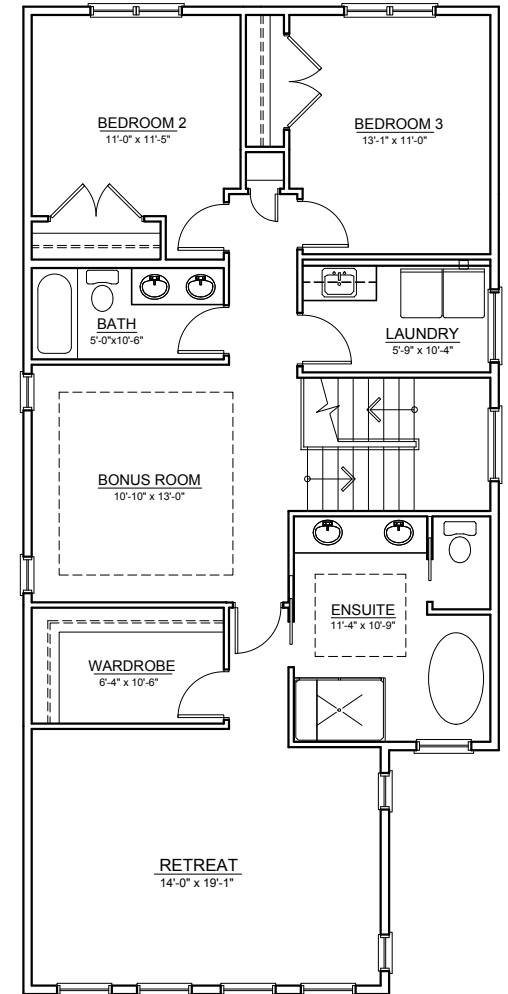 BEDROOM 2
11'-0" x 11'-5"
BEDROOM 3
13'-1" x 11'-0"
BATH
5'-0"x10'-6"
LAUNDRY
5'-9" x 10'-4"
BONUS ROOM
10'-10" x 13'-0"
ENSUITE
11'-4" x 10'-9"
WARDROBE
6'-4" x 10'-6"
RETREAT
14'-0" x 19'-1"